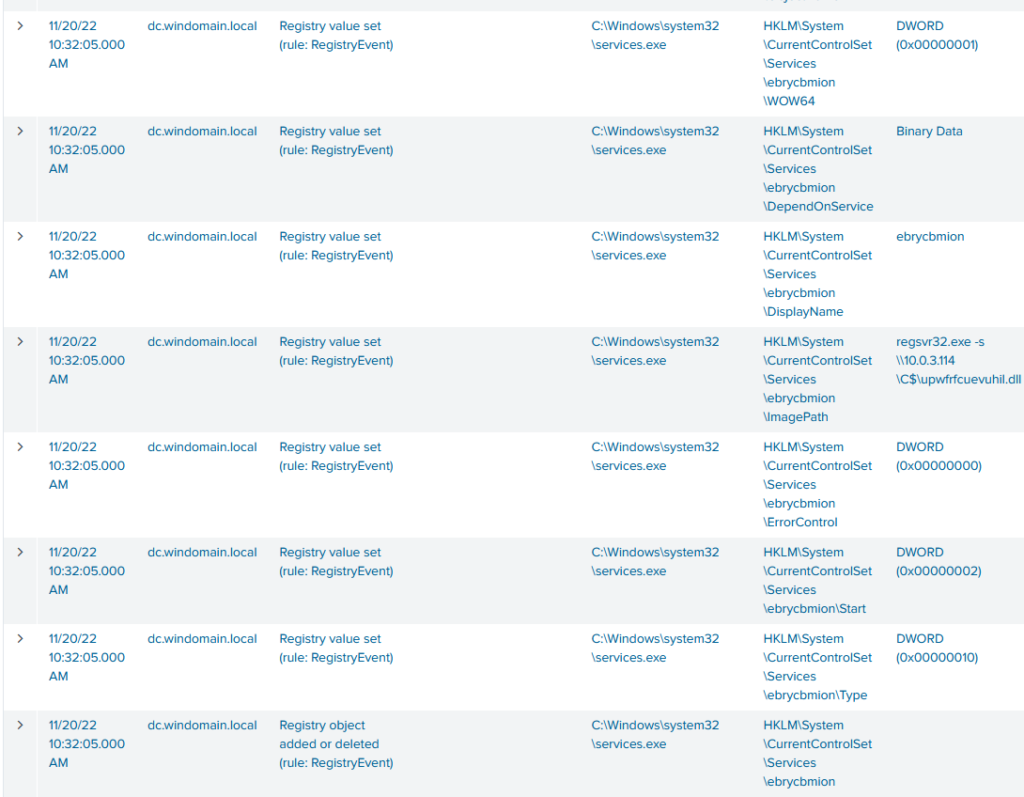 11/20/22 dc.windomain.local Registry value set C:\Windows\system32 HKLM\System DWORD
10:32:05.000 (rule: RegistryEvent) \services.exe \CurrentControlSet (0x00000001)
AM \Services
\ebrycbmion
\WOW64
11/20/22 dc.windomain.local Registry value set C:\Windows\system32 HKLM\System Binary Data
10:32:05.000 (rule: RegistryEvent) \services.exe \CurrentControlSet
AM \Services
\ebrycbmion
\DependOnService
11/20/22 dc.windomain.local Registry value set C:\Windows\system32 HKLM\System ebrycbmion
10:32:05.000 (rule: RegistryEvent) \services.exe \CurrentControlSet
AM \Services
\ebrycbmion
\DisplayName
11/20/22 dc.windomain.local Registry value set C:\Windows\system32 HKLM\System regsvr32.exe -s
10:32:05.000 (rule: RegistryEvent) \services.exe \CurrentControlSet \\10.0.3.114
AM \Services \C$\upwfrfcuevuhil.dll
\ebrycbmion
\ImagePath
11/20/22 dc.windomain.local Registry value set C:\Windows\system32 HKLM\System DWORD
10:32:05.000 (rule: RegistryEvent) \services.exe \CurrentControlSet (0x00000000)
AM \Services
\ebrycbmion
\ErrorControl
11/20/22 dc.windomain.local Registry value set C:\Windows\system32 HKLM\System DWORD
10:32:05.000 (rule: RegistryEvent) \services.exe \CurrentControlSet (0x00000002)
AM \Services
\ebrycbmion\Start
11/20/22 dc.windomain.local Registry value set C:\Windows\system32 HKLM\System DWORD
10:32:05.000 (rule: RegistryEvent) \services.exe \CurrentControlSet (0x00000010)
AM \Services
\ebrycbmion\Type
11/20/22 dc.windomain.local Registry object C:\Windows\system32 HKLM\System
10:32:05.000 added or deleted \services.exe \CurrentControlSet
AM (rule: RegistryEvent) \Services
\ebrycbmion